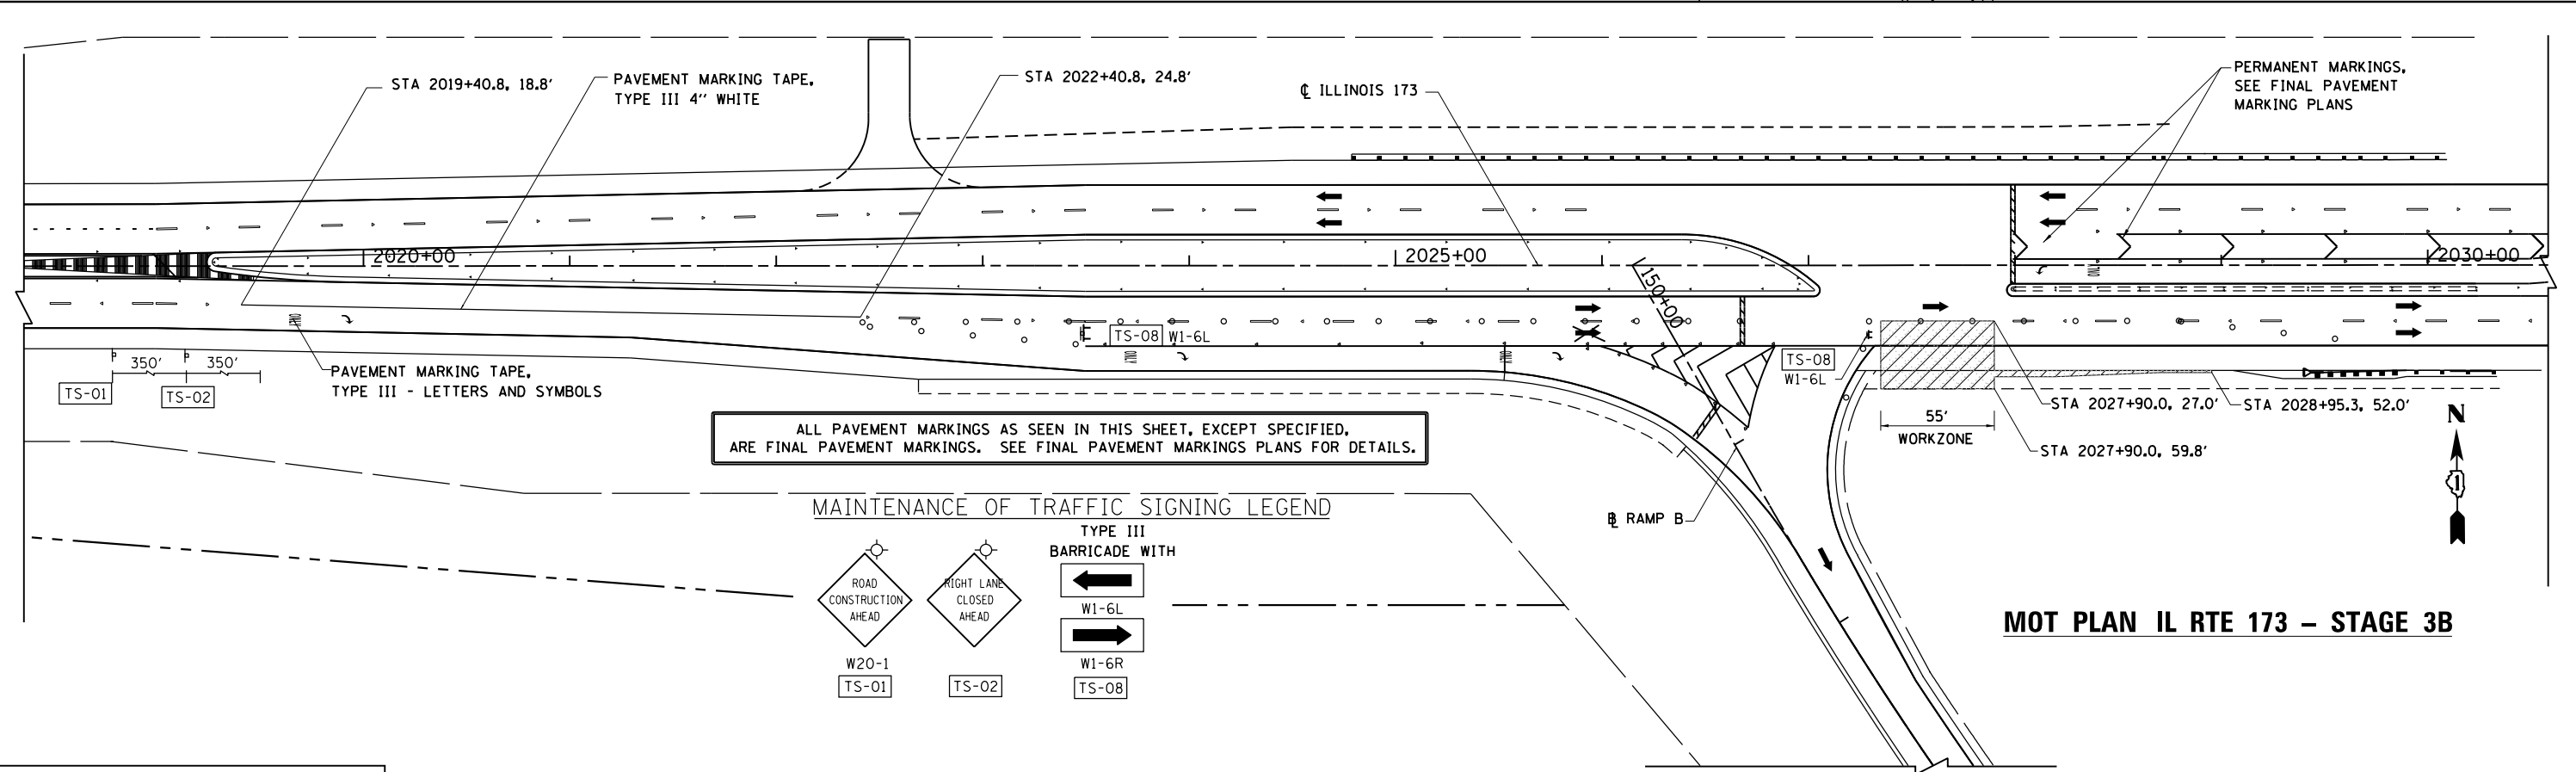 STA 2019+40.8, 18.8'
PAVEMENT MARKING TAPE,
TYPE III 4'' WHITE
STA 2022+40.8, 24.8'
℄ ILLINOIS 173
PERMANENT MARKINGS,
SEE FINAL PAVEMENT
MARKING PLANS
2020+00
2025+00
2030+00
150+00
ONLY
ONLY
ONLY
ONLY
TS-08 W1-6L
TS-08
W1-6L
350' 350'
TS-01
TS-02
PAVEMENT MARKING TAPE,
TYPE III - LETTERS AND SYMBOLS
55'
WORKZONE
STA 2027+90.0, 27.0'
STA 2028+95.3, 52.0'
STA 2027+90.0, 59.8'
N
ALL PAVEMENT MARKINGS AS SEEN IN THIS SHEET, EXCEPT SPECIFIED,
ARE FINAL PAVEMENT MARKINGS. SEE FINAL PAVEMENT MARKINGS PLANS FOR DETAILS.
RAMP B
MAINTENANCE OF TRAFFIC SIGNING LEGEND
TYPE III
BARRICADE WITH
ROAD
CONSTRUCTION
AHEAD
W20-1
TS-01
RIGHT LANE
CLOSED
AHEAD
TS-02
W1-6L
W1-6R
TS-08
MOT PLAN IL RTE 173 – STAGE 3B